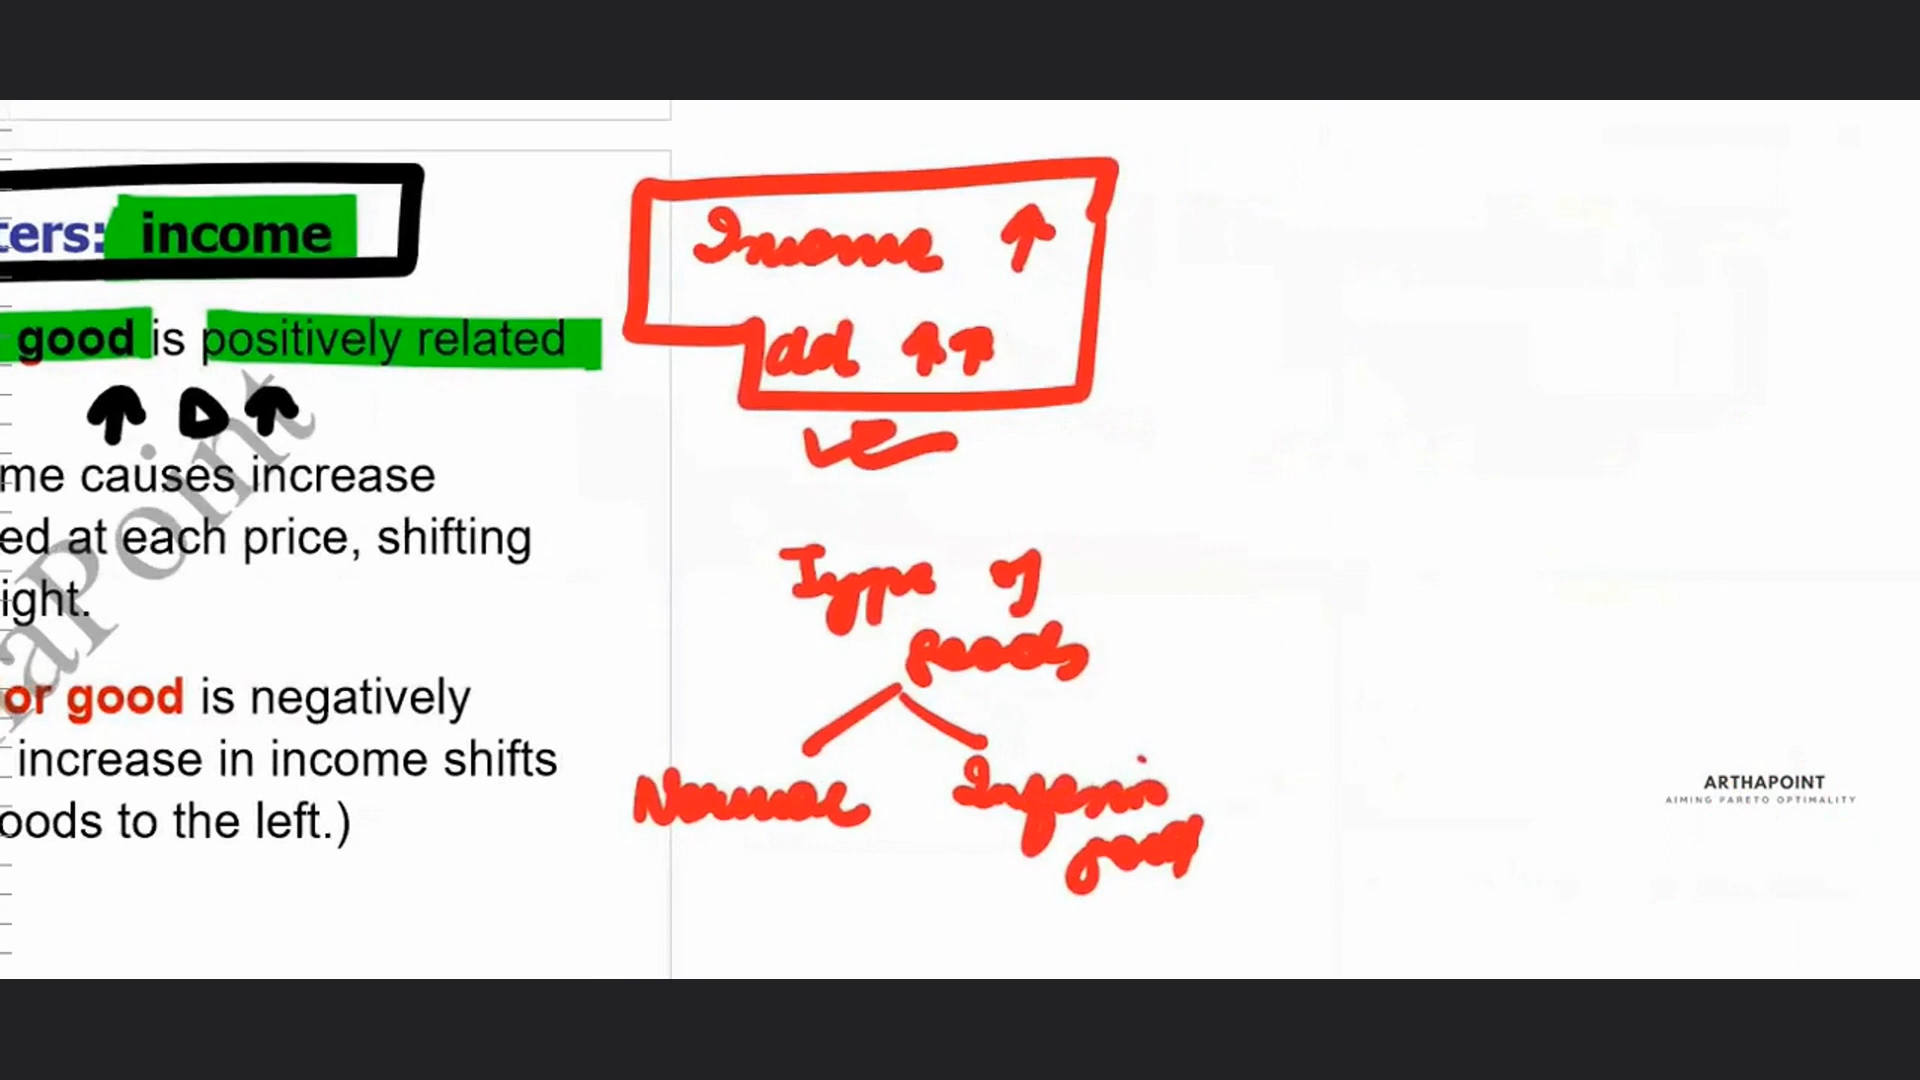 ters: income
good is positively related
↑ D ↑
me causes increase
ed at each price, shifting
ight.
or good is negatively
increase in income shifts
oods to the left.)
aPoint
Income ↑
dd ↑↑
Type of
goods
Normal
Inferior
good
ARTHAPOINT
AIMING PARETO OPTIMALITY